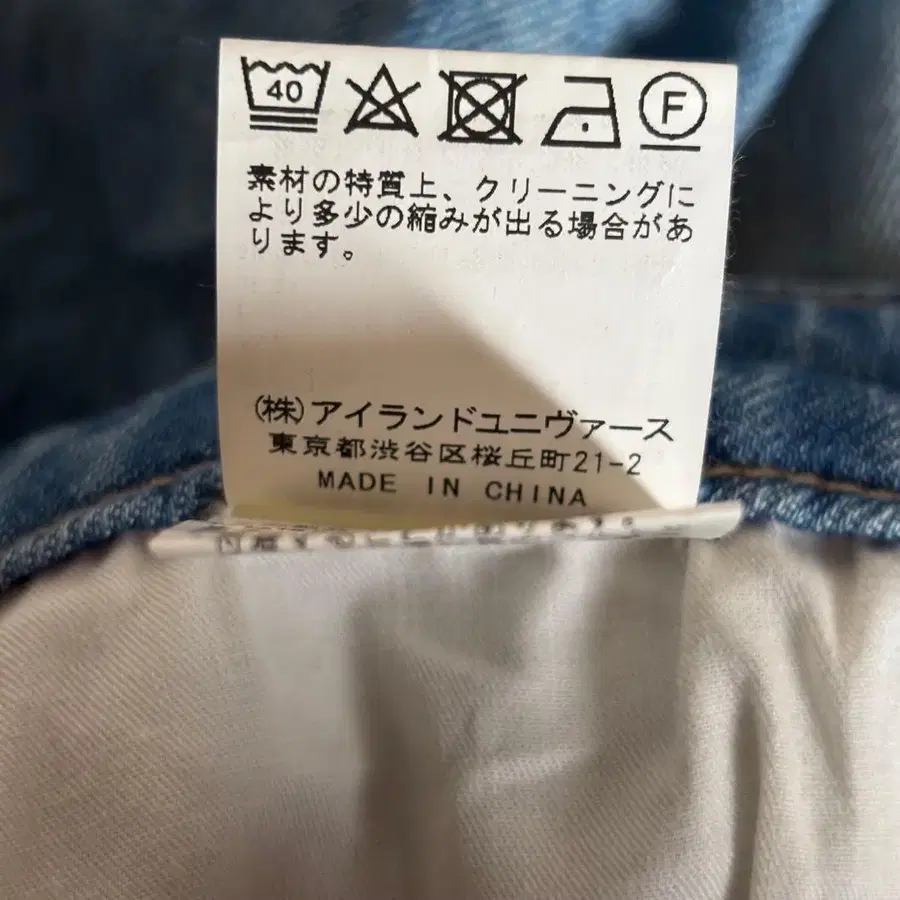 40 F
素材の特質上、クリーニングに
より多少の縮みが出る場合があ
ります。
(株)アイランドユニヴァース
東京都渋谷区桜丘町21-2
MADE IN CHINA